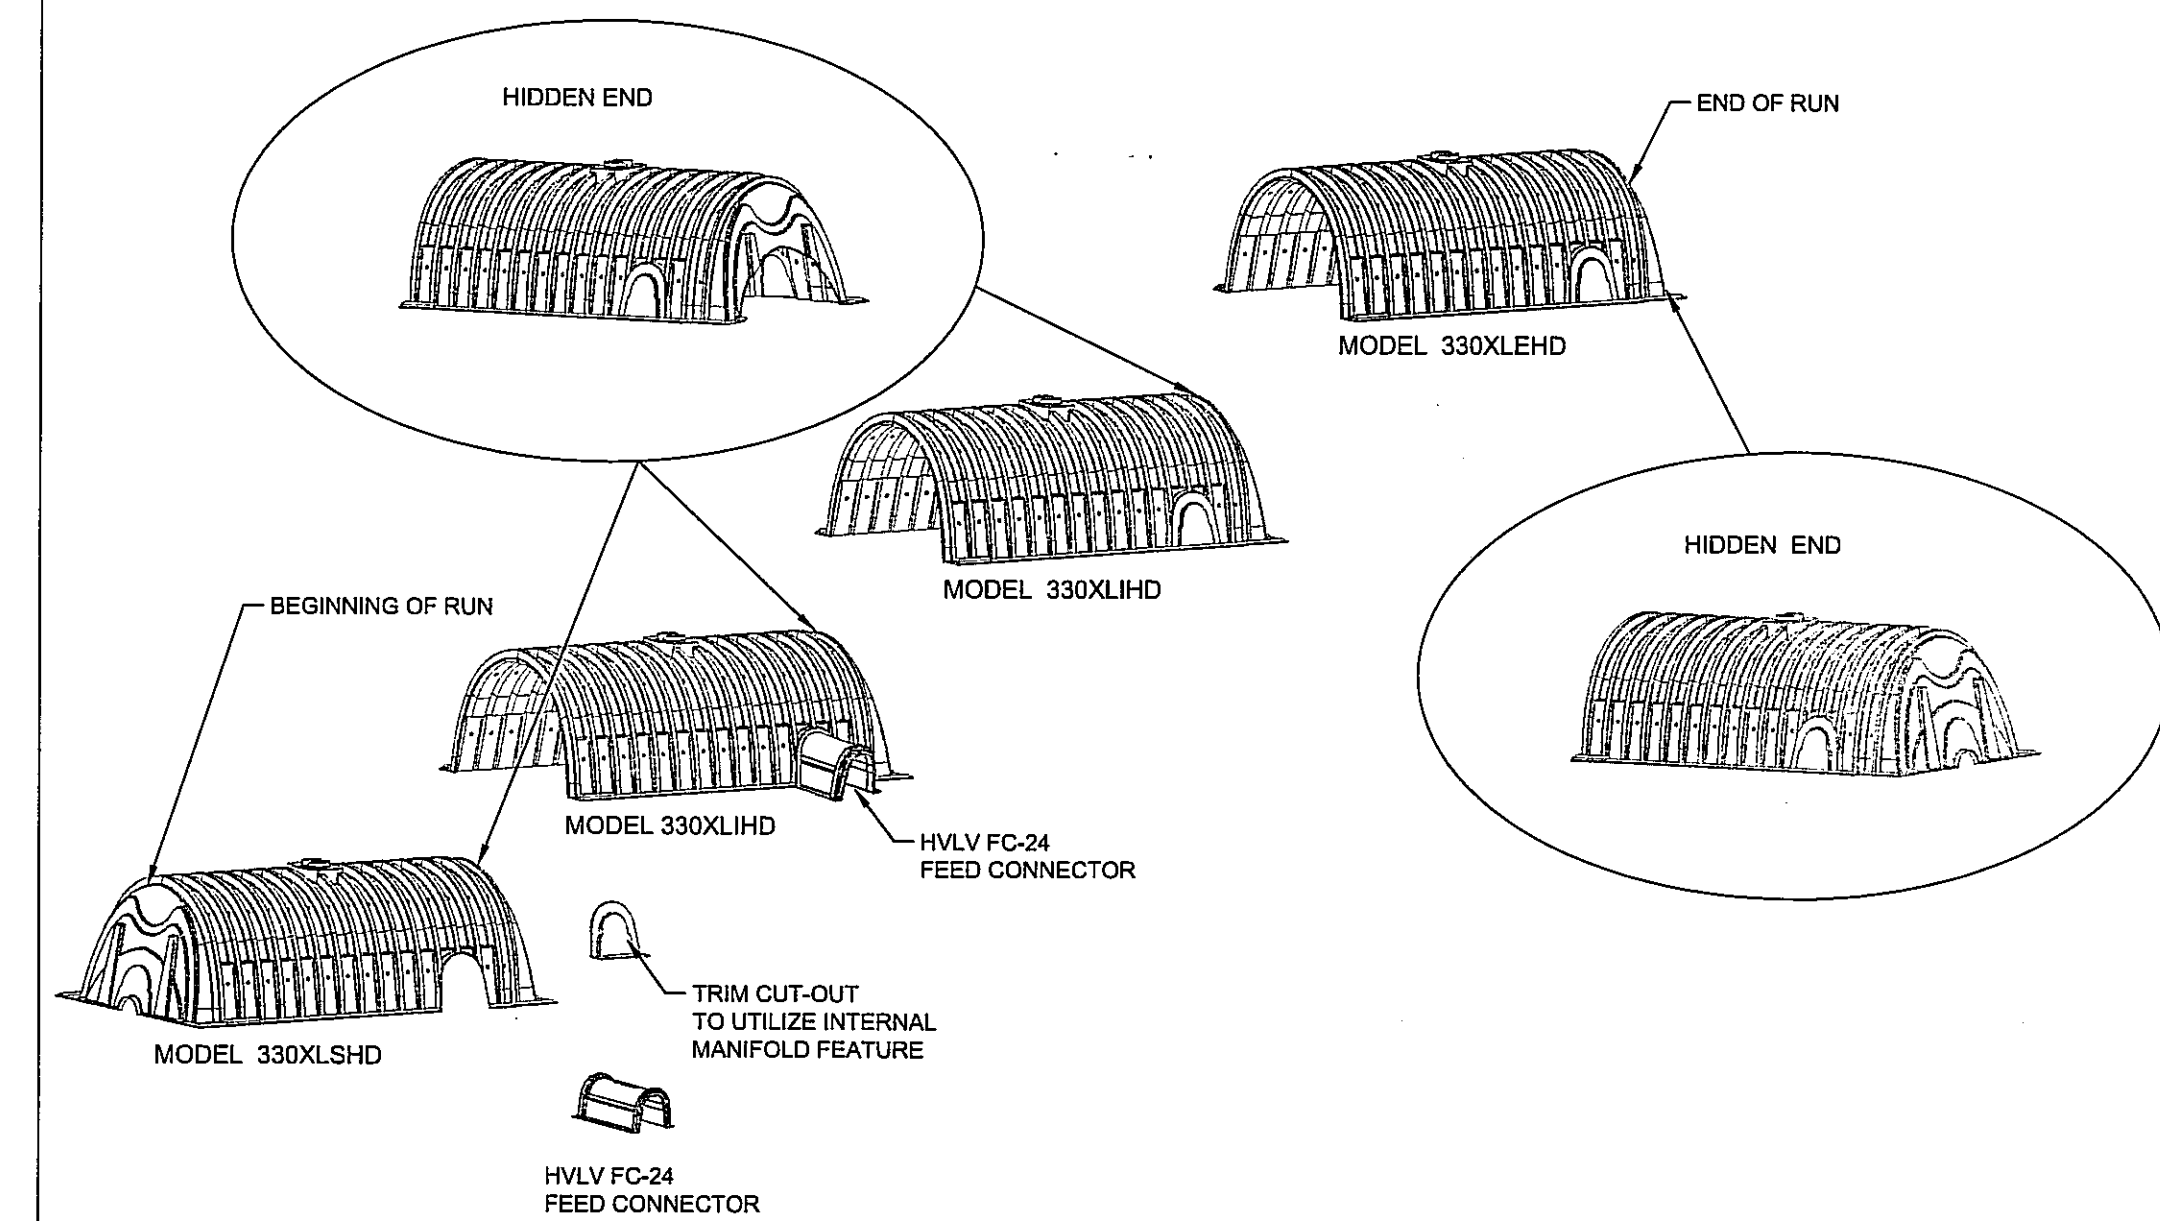 HIDDEN END
END OF RUN
MODEL 330XLEHD
HIDDEN END
MODEL 330XLIHD
BEGINNING OF RUN
MODEL 330XLIHD
HVLV FC-24
FEED CONNECTOR
TRIM CUT-OUT
TO UTILIZE INTERNAL
MANIFOLD FEATURE
MODEL 330XLSHD
HVLV FC-24
FEED CONNECTOR